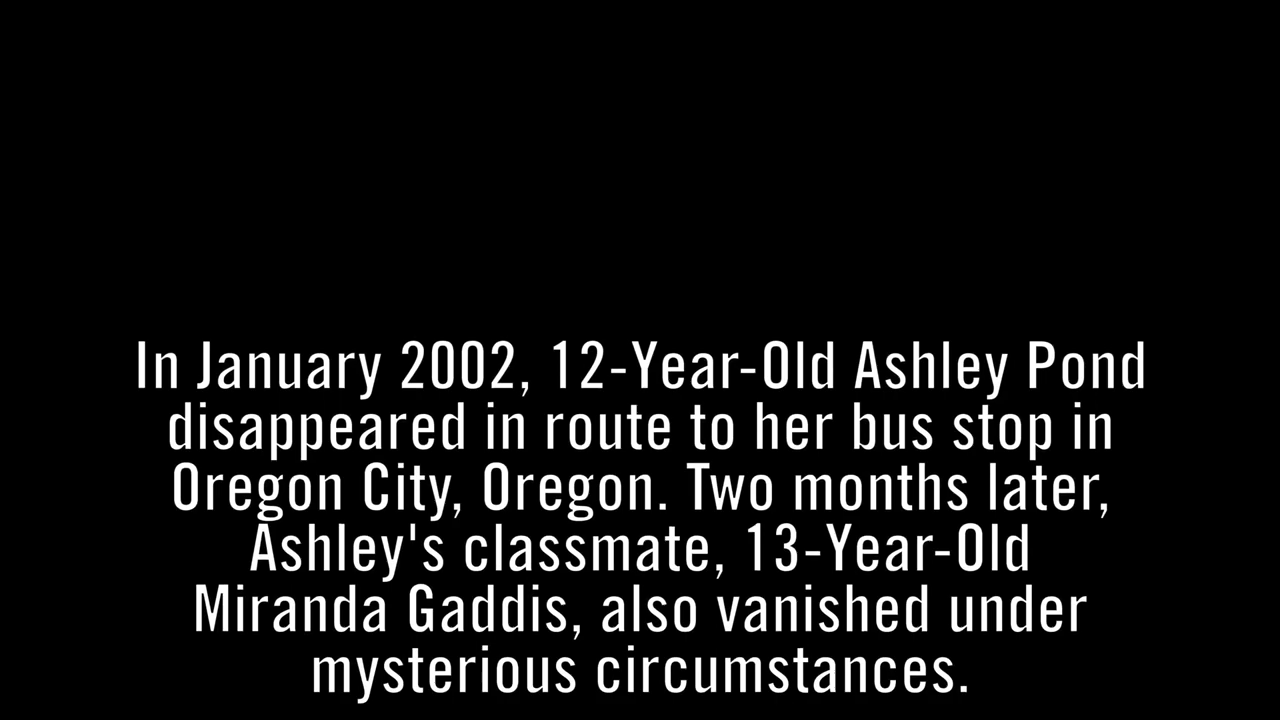 In January 2002, 12-Year-Old Ashley Pond
disappeared in route to her bus stop in
Oregon City, Oregon. Two months later,
Ashley's classmate, 13-Year-Old
Miranda Gaddis, also vanished under
mysterious circumstances.